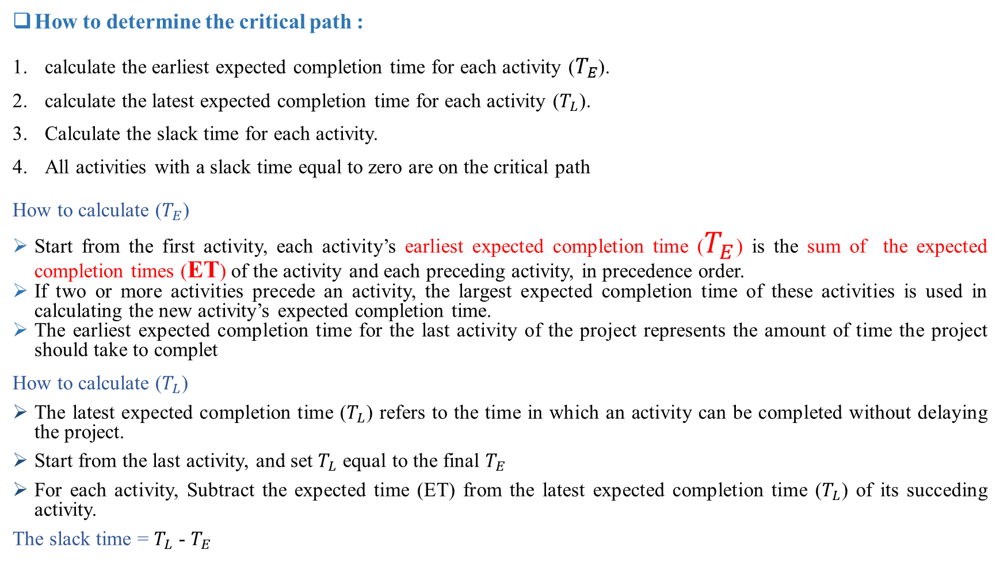 ❑ How to determine the critical path :
1. calculate the earliest expected completion time for each activity (T_E).
2. calculate the latest expected completion time for each activity (T_L).
3. Calculate the slack time for each activity.
4. All activities with a slack time equal to zero are on the critical path
How to calculate (T_E)
➢ Start from the first activity, each activity’s earliest expected completion time (T_E) is the sum of the expected
completion times (ET) of the activity and each preceding activity, in precedence order.
➢ If two or more activities precede an activity, the largest expected completion time of these activities is used in
calculating the new activity’s expected completion time.
➢ The earliest expected completion time for the last activity of the project represents the amount of time the project
should take to complet
How to calculate (T_L)
➢ The latest expected completion time (T_L) refers to the time in which an activity can be completed without delaying
the project.
➢ Start from the last activity, and set T_L equal to the final T_E
➢ For each activity, Subtract the expected time (ET) from the latest expected completion time (T_L) of its succeding
activity.
The slack time = T_L - T_E